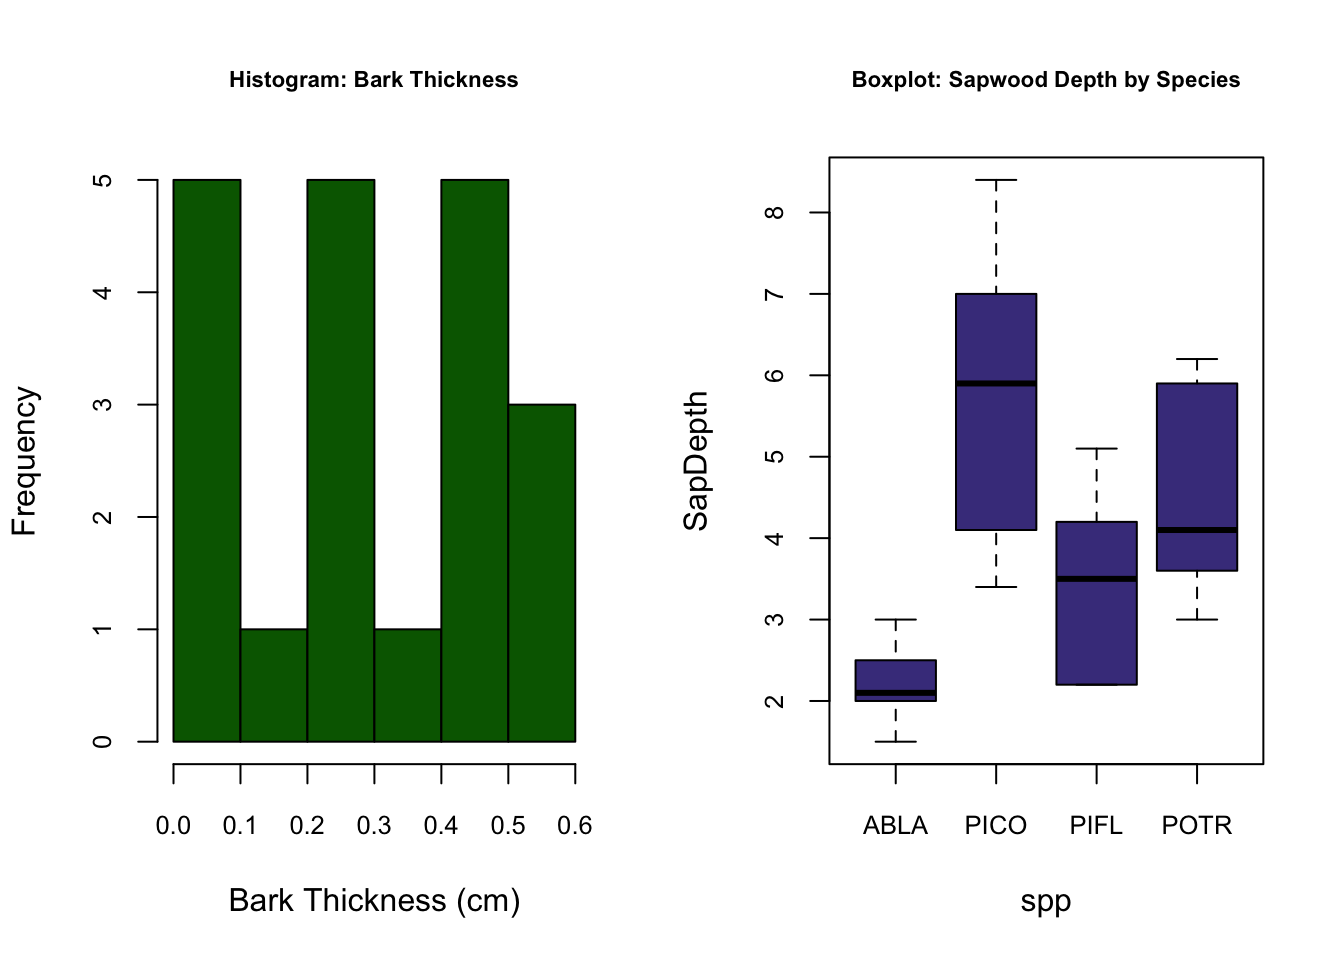 Histogram: Bark Thickness
Frequency
5
4
3
2
1
0
0.0 0.1 0.2 0.3 0.4 0.5 0.6
Bark Thickness (cm)
Boxplot: Sapwood Depth by Species
SapDepth
8
7
6
5
4
3
2
ABLA PICO PIFL POTR
spp